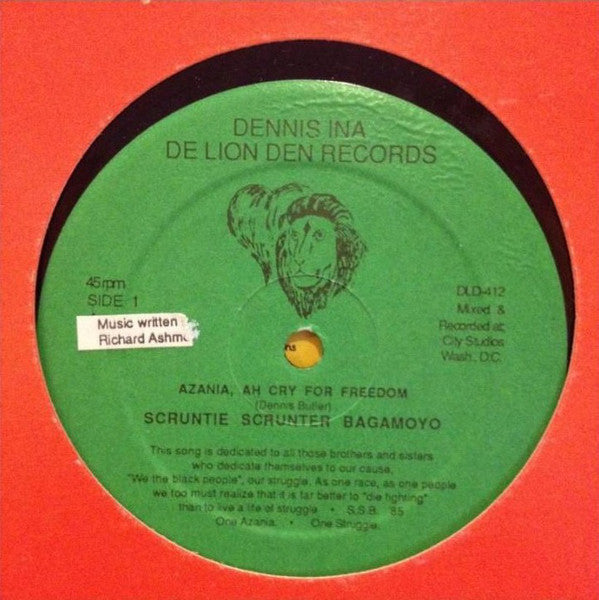 DENNIS INA
DE LION DEN RECORDS
45 rpm
SIDE 1
Music written
Richard
DLD-412
Mixed &
Recorded at:
City Studios
Wash., D.C.
AZANIA, AH CRY FOR FREEDOM
(Dennis Butler)
SCRUNTIE SCRUNTER BAGAMOYO
This song is dedicated to all those brothers and sisters
who dedicate themselves to our cause,
"We the black people", our struggle. As one race, as one people
we too must realize that it is far better to "die fighting"
than to live a life of struggle • S.S.B. '85
One Azania. • One Struggle.